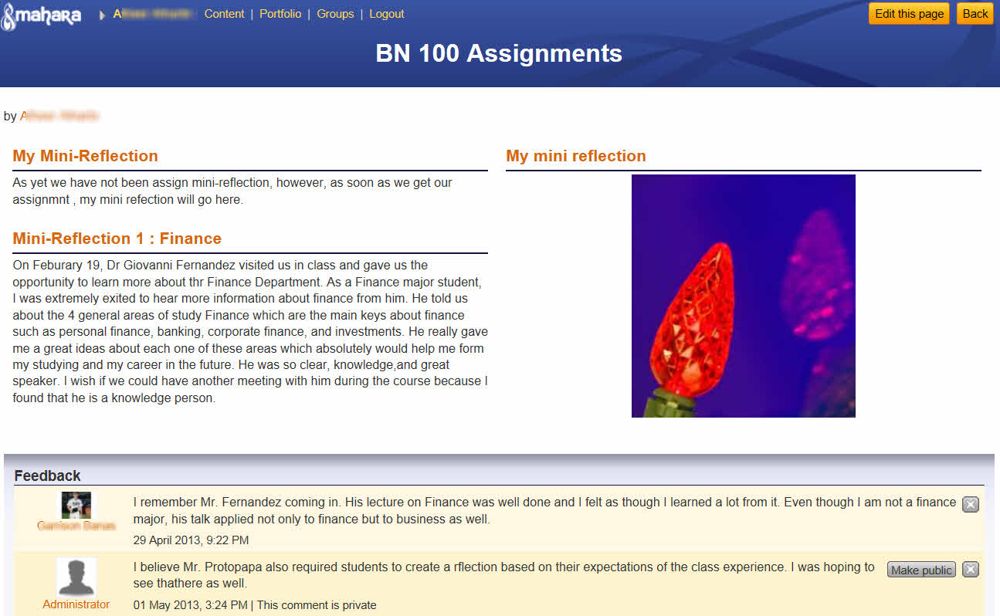 mahara
Content | Portfolio | Groups | Logout
Edit this page
Back
BN 100 Assignments
by
My Mini-Reflection
As yet we have not been assign mini-reflection, however, as soon as we get our
assignmnt , my mini refection will go here.
Mini-Reflection 1 : Finance
On Feburary 19, Dr Giovanni Fernandez visited us in class and gave us the
opportunity to learn more about thr Finance Department. As a Finance major student,
I was extremely exited to hear more information about finance from him. He told us
about the 4 general areas of study Finance which are the main keys about finance
such as personal finance, banking, corporate finance, and investments. He really gave
me a great ideas about each one of these areas which absolutely would help me form
my studying and my career in the future. He was so clear, knowledge,and great
speaker. I wish if we could have another meeting with him during the course because I
found that he is a knowledge person.
My mini reflection
Feedback
I remember Mr. Fernandez coming in. His lecture on Finance was well done and I felt as though I learned a lot from it. Even though I am not a finance
major, his talk applied not only to finance but to business as well.
29 April 2013, 9:22 PM
I believe Mr. Protopapa also required students to create a rflection based on their expectations of the class experience. I was hoping to
see thathere as well.
Make public
Administrator
01 May 2013, 3:24 PM | This comment is private